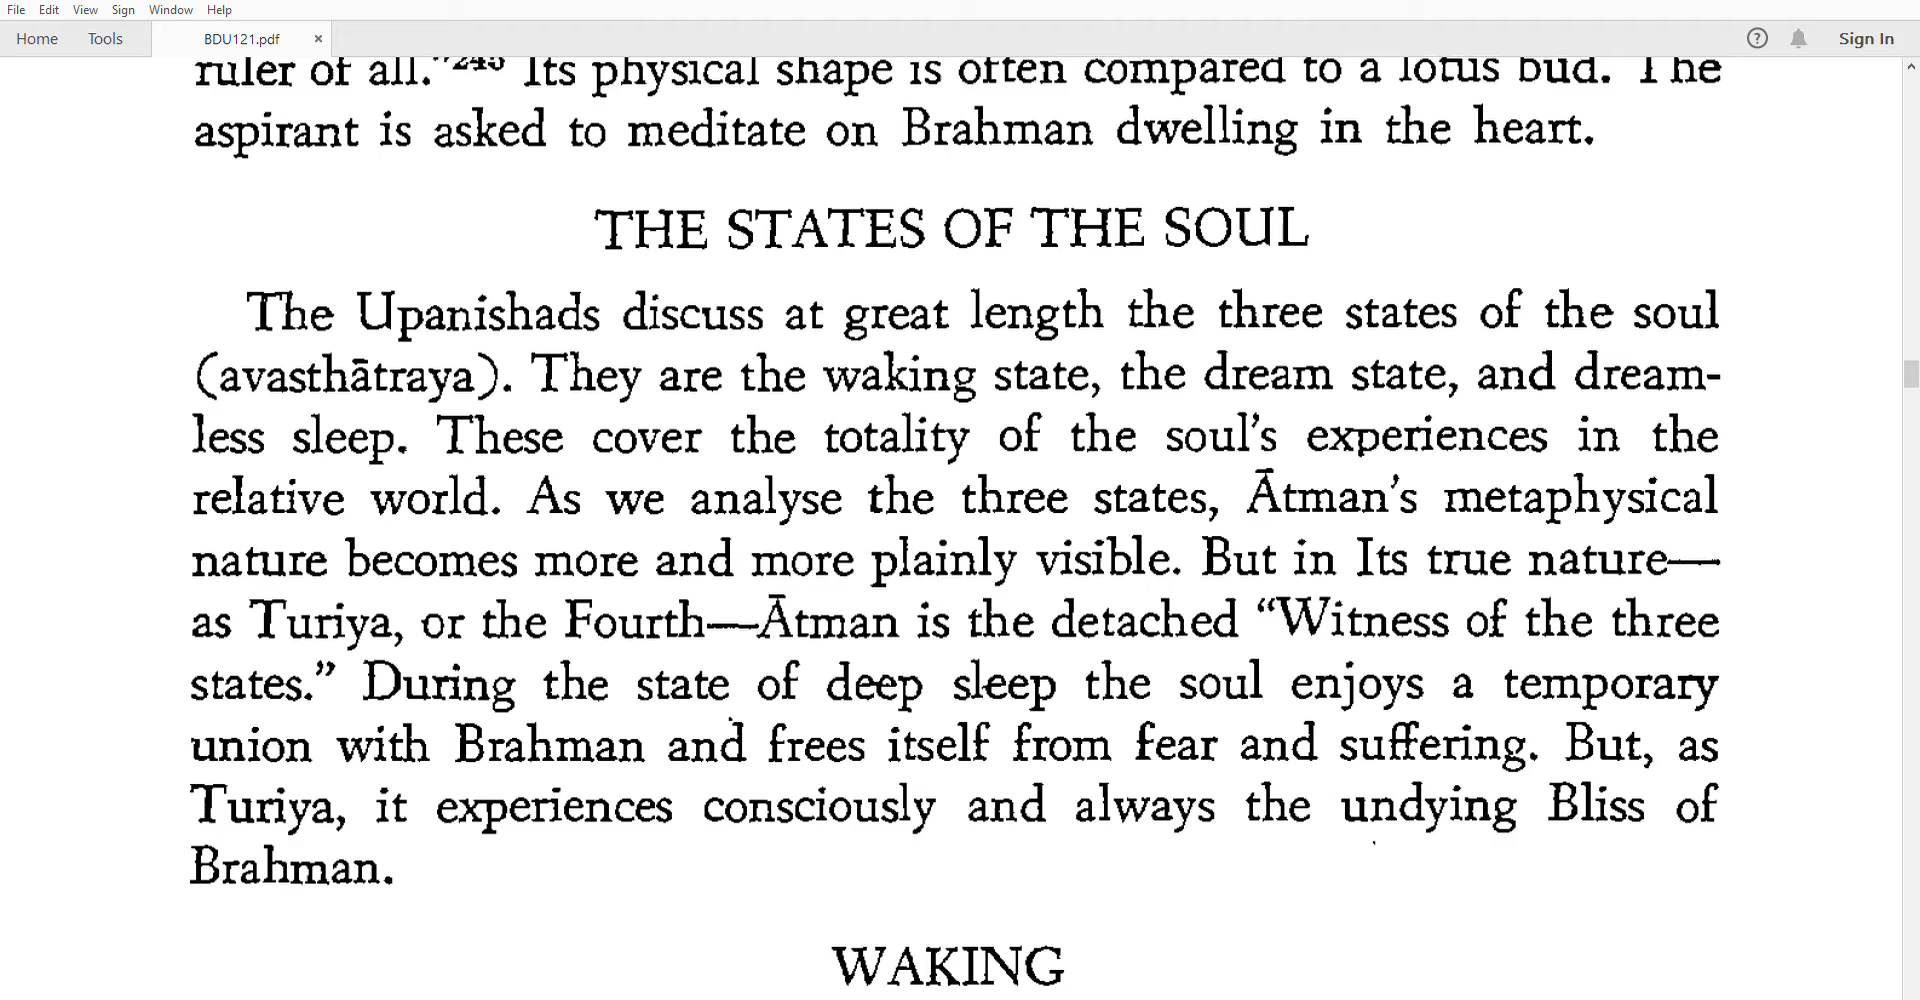 File Edit View Sign Window Help
Home Tools BDU121.pdf × ? Sign In
ruler of all."245 Its physical shape is often compared to a lotus bud. The
aspirant is asked to meditate on Brahman dwelling in the heart.
THE STATES OF THE SOUL
The Upanishads discuss at great length the three states of the soul
(avasthātraya). They are the waking state, the dream state, and dream-
less sleep. These cover the totality of the soul's experiences in the
relative world. As we analyse the three states, Ātman's metaphysical
nature becomes more and more plainly visible. But in Its true nature—
as Turiya, or the Fourth—Ātman is the detached “Witness of the three
states.” During the state of deep sleep the soul enjoys a temporary
union with Brahman and frees itself from fear and suffering. But, as
Turiya, it experiences consciously and always the undying Bliss of
Brahman.
WAKING